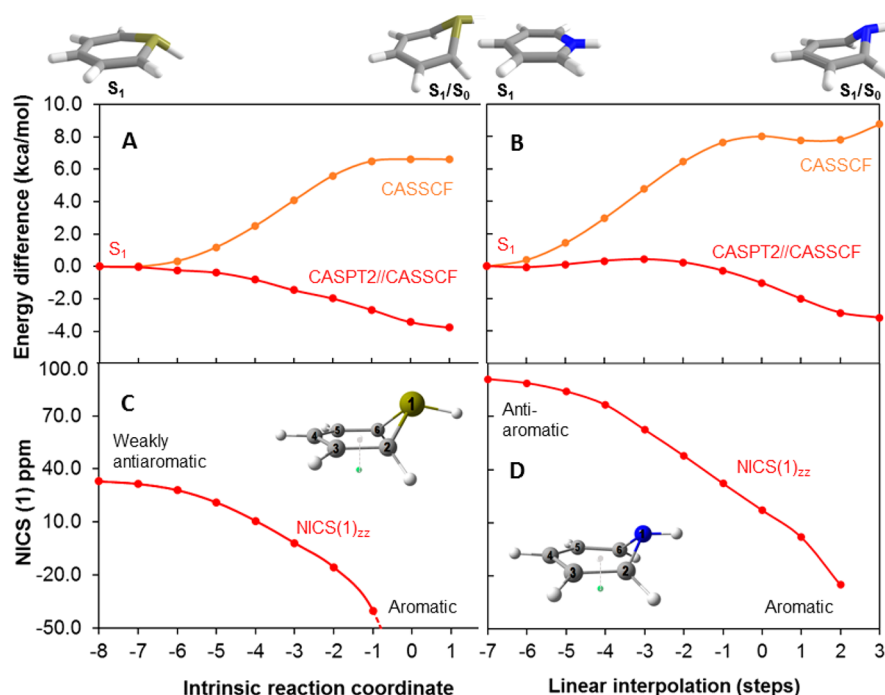 S1 S1/S0 S1 S1/S0
Energy difference (kcal/mol)
10.0
8.0
6.0
4.0
2.0
0.0
-2.0
-4.0
A
CASSCF
S1
CASPT2//CASSCF
B
CASSCF
S1
CASPT2//CASSCF
NICS (1) ppm
100.0
70.0
40.0
10.0
-20.0
-50.0
C
Weakly
antiaromatic
1
5 6
4
3 2
NICS(1)zz
Aromatic
-8 -7 -6 -5 -4 -3 -2 -1 0 1
Intrinsic reaction coordinate
Anti-
aromatic
D
NICS(1)zz
1
5 6
4
3 2
Aromatic
-7 -6 -5 -4 -3 -2 -1 0 1 2 3
Linear interpolation (steps)